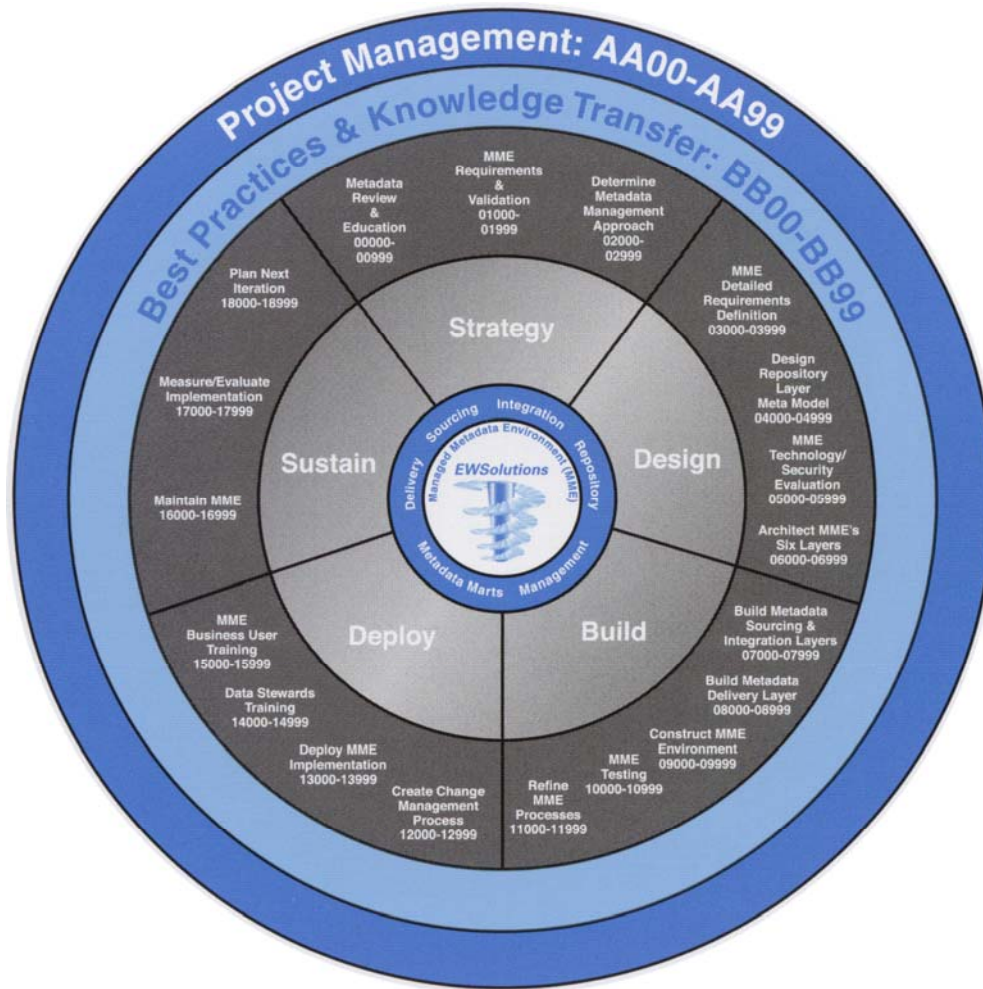 Project Management: AA00-AA99
Best Practices & Knowledge Transfer: BB00-BB99
Metadata
Review
&
Education
00000-
00999
MME
Requirements
&
Validation
01000-
01999
Determine
Metadata
Management
Approach
02000-
02999
MME
Detailed
Requirements
Definition
03000-03999
Design
Repository
Layer
Meta Model
04000-04999
MME
Technology/
Security
Evaluation
05000-05999
Architect MME's
Six Layers
06000-06999
Build Metadata
Sourcing &
Integration Layers
07000-07999
Build Metadata
Delivery Layer
08000-08999
Construct MME
Environment
09000-09999
MME
Testing
10000-10999
Refine
MME
Processes
11000-11999
Create Change
Management
Process
12000-12999
Deploy MME
Implementation
13000-13999
Data Stewards
Training
14000-14999
MME
Business User
Training
15000-15999
Maintain MME
16000-16999
Measure/Evaluate
Implementation
17000-17999
Plan Next
Iteration
18000-18999
Strategy
Design
Build
Deploy
Sustain
Sourcing
Integration
Repository
Management
Metadata Marts
Delivery
Managed Metadata Environment (MME)
EWSolutions